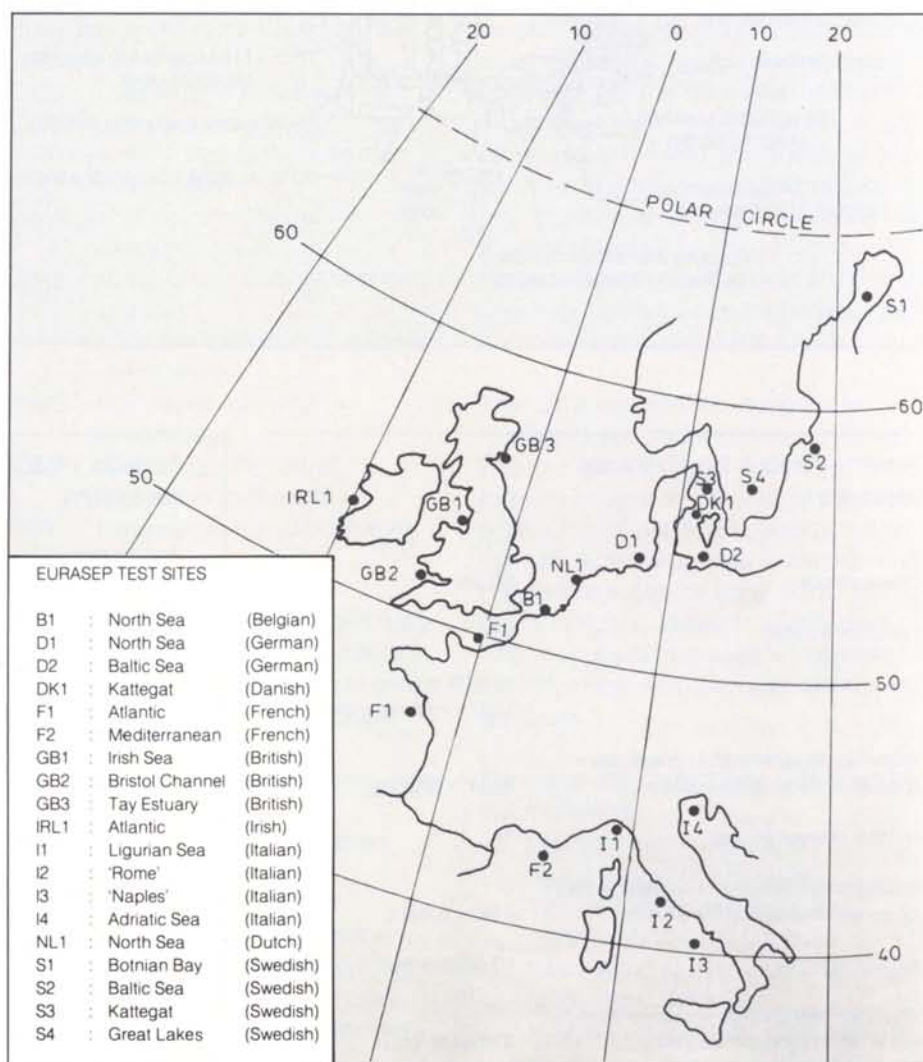 20 10 0 10 20
POLAR CIRCLE
60
S1
60
GB3
S2
50
IRL1
S3 S4
GB1
DK1
D1 D2
GB2
NL1
B1
F1
50
F1
I4
I1
F2
I2
I3
40
EURASEP TEST SITES
B1 : North Sea (Belgian)
D1 : North Sea (German)
D2 : Baltic Sea (German)
DK1 : Kattegat (Danish)
F1 : Atlantic (French)
F2 : Mediterranean (French)
GB1 : Irish Sea (British)
GB2 : Bristol Channel (British)
GB3 : Tay Estuary (British)
IRL1 : Atlantic (Irish)
I1 : Ligurian Sea (Italian)
I2 : 'Rome' (Italian)
I3 : 'Naples' (Italian)
I4 : Adriatic Sea (Italian)
NL1 : North Sea (Dutch)
S1 : Botnian Bay (Swedish)
S2 : Baltic Sea (Swedish)
S3 : Kattegat (Swedish)
S4 : Great Lakes (Swedish)